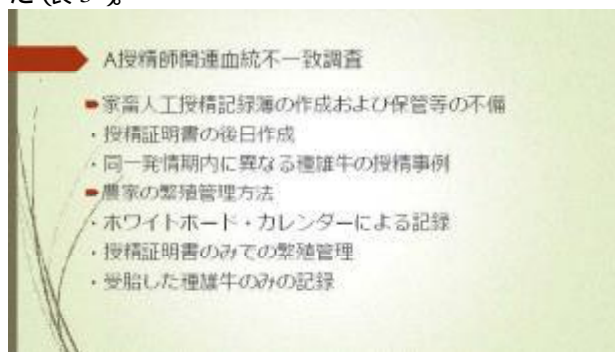 A授精師関連血統不一致調査
家畜人工授精記録簿の作成および保管等の不備
・授精証明書の後日作成
・同一発情期内に異なる種雄牛の授精事例
農家の繁殖管理方法
・ホワイトボード・カレンダーによる記録
・授精証明書のみでの繁殖管理
・受胎した種雄牛のみの記録